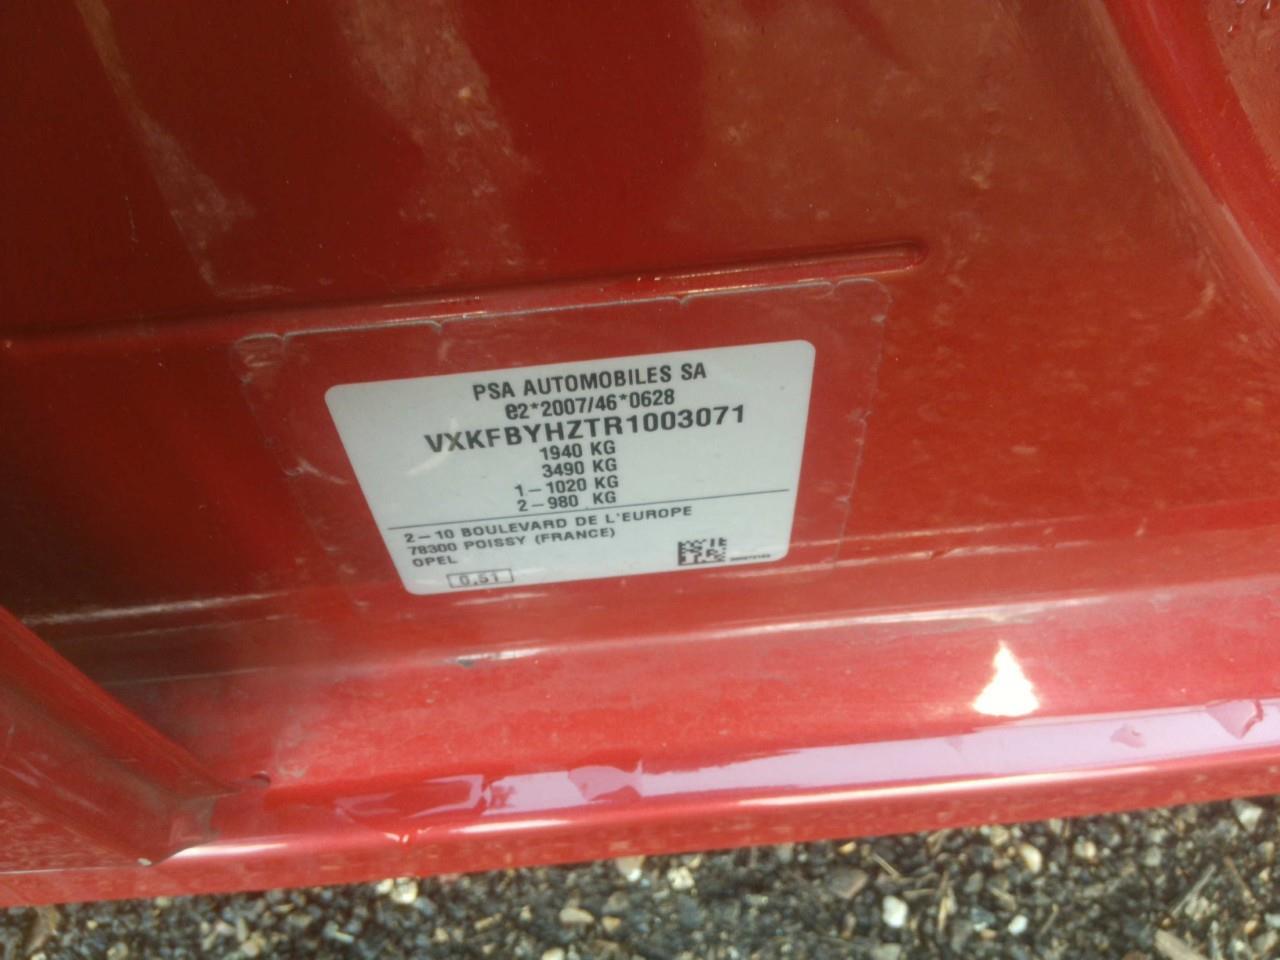 PSA AUTOMOBILES SA
e2*2007/46*0628
VXKFBYHZTR1003071
1940 KG
3490 KG
1-1020 KG
2-980 KG
2-10 BOULEVARD DE L'EUROPE
78300 POISSY (FRANCE)
OPEL
0.51